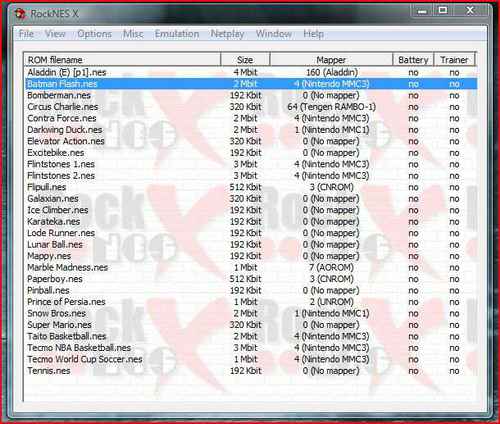 RockNES X
File View Options Misc Emulation Netplay Window Help
ROM filename Size Mapper Battery Trainer
Aladdin (E) [p1].nes 4 Mbit 160 (Aladdin) no no
Batman Flash.nes 2 Mbit 4 (Nintendo MMC3) no no
Bomberman.nes 192 Kbit 0 (No mapper) no no
Circus Charlie.nes 320 Kbit 64 (Tengen RAMBO-1) no no
Contra Force.nes 2 Mbit 4 (Nintendo MMC3) no no
Darkwing Duck.nes 2 Mbit 1 (Nintendo MMC1) no no
Elevator Action.nes 320 Kbit 0 (No mapper) no no
Excitebike.nes 192 Kbit 0 (No mapper) no no
Flintstones 1.nes 3 Mbit 4 (Nintendo MMC3) no no
Flintstones 2.nes 3 Mbit 4 (Nintendo MMC3) no no
Flipull.nes 512 Kbit 3 (CNROM) no no
Galaxian.nes 320 Kbit 0 (No mapper) no no
Ice Climber.nes 192 Kbit 0 (No mapper) no no
Karateka.nes 192 Kbit 0 (No mapper) no no
Lode Runner.nes 192 Kbit 0 (No mapper) no no
Lunar Ball.nes 192 Kbit 0 (No mapper) no no
Mappy.nes 192 Kbit 0 (No mapper) no no
Marble Madness.nes 1 Mbit 7 (AOROM) no no
Paperboy.nes 512 Kbit 3 (CNROM) no no
Pinball.nes 192 Kbit 0 (No mapper) no no
Prince of Persia.nes 1 Mbit 2 (UNROM) no no
Snow Bros.nes 2 Mbit 1 (Nintendo MMC1) no no
Super Mario.nes 320 Kbit 0 (No mapper) no no
Taito Basketball.nes 2 Mbit 4 (Nintendo MMC3) no no
Tecmo NBA Basketball.nes 3 Mbit 4 (Nintendo MMC3) no no
Tecmo World Cup Soccer.nes 1 Mbit 4 (Nintendo MMC3) no no
Tennis.nes 192 Kbit 0 (No mapper) no no